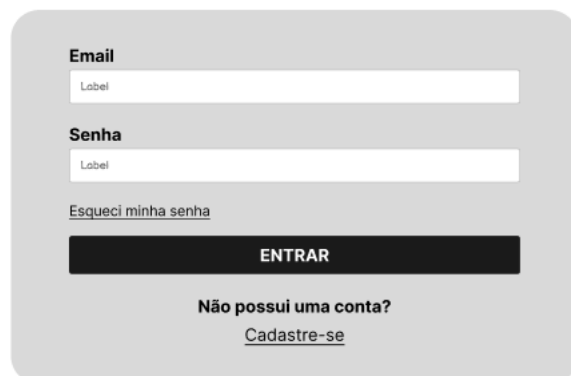 Email
Label
Senha
Label
Esqueci minha senha
ENTRAR
Não possui uma conta?
Cadastre-se